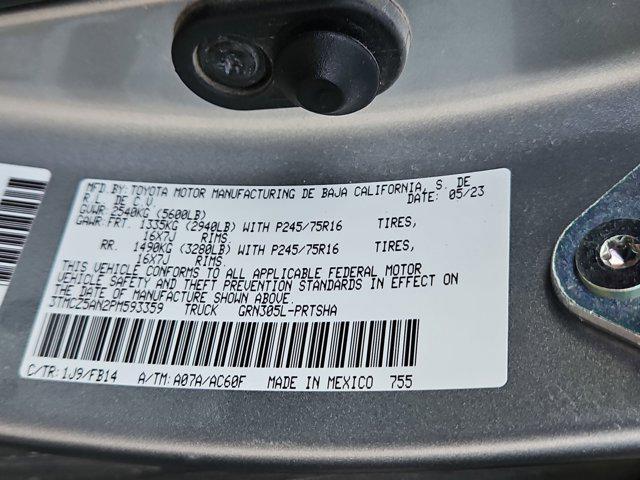 MFD BY: TOYOTA MOTOR MANUFACTURING DE BAJA CALIFORNIA, S. DE
R. L. DE C.V. DATE: 05/23
GVWR 2540KG (5600LB)
GAWR: FRT. 1335KG (2940LB) WITH P245/75R16 TIRES,
16X7J RIMS
RR. 1490KG (3280LB) WITH P245/75R16 TIRES,
16X7J RIMS
THIS VEHICLE CONFORMS TO ALL APPLICABLE FEDERAL MOTOR
VEHICLE SAFETY AND THEFT PREVENTION STANDARDS IN EFFECT ON
THE DATE OF MANUFACTURE SHOWN ABOVE.
3TMCZ5AN2PM593359 TRUCK GRN305L-PRTSHA
C/TR: 1J9/FB14 A/TM: A07A/AC60F MADE IN MEXICO 755